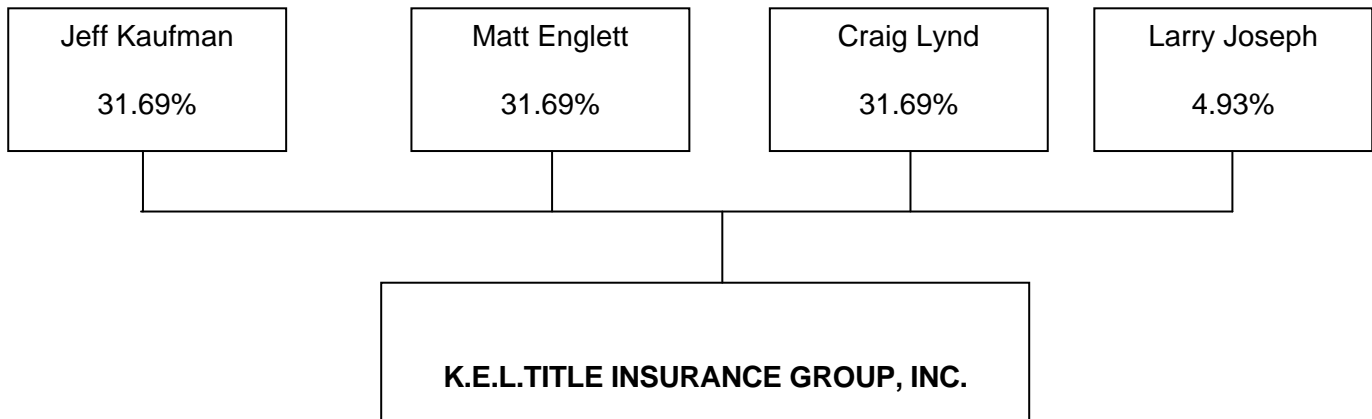 Jeff Kaufman
31.69%
Matt Englett
31.69%
Craig Lynd
31.69%
Larry Joseph
4.93%
K.E.L.TITLE INSURANCE GROUP, INC.